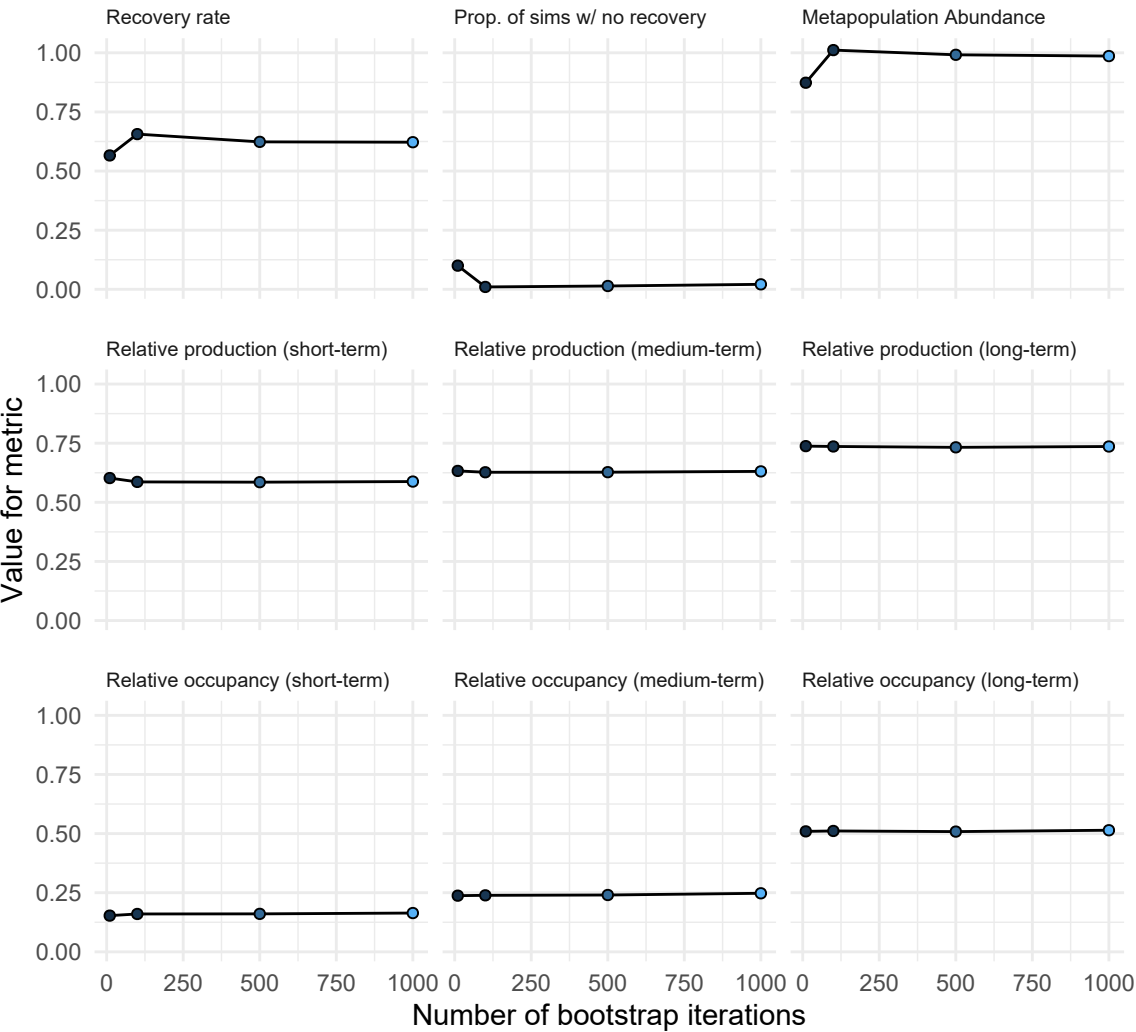 Recovery rate
Prop. of sims w/ no recovery
Metapopulation Abundance
1.00
0.75
0.50
0.25
0.00
Relative production (short-term)
Relative production (medium-term)
Relative production (long-term)
1.00
0.75
0.50
0.25
0.00
Value for metric
Relative occupancy (short-term)
Relative occupancy (medium-term)
Relative occupancy (long-term)
1.00
0.75
0.50
0.25
0.00
0 250 500 750 1000 0 250 500 750 1000 0 250 500 750 1000
Number of bootstrap iterations